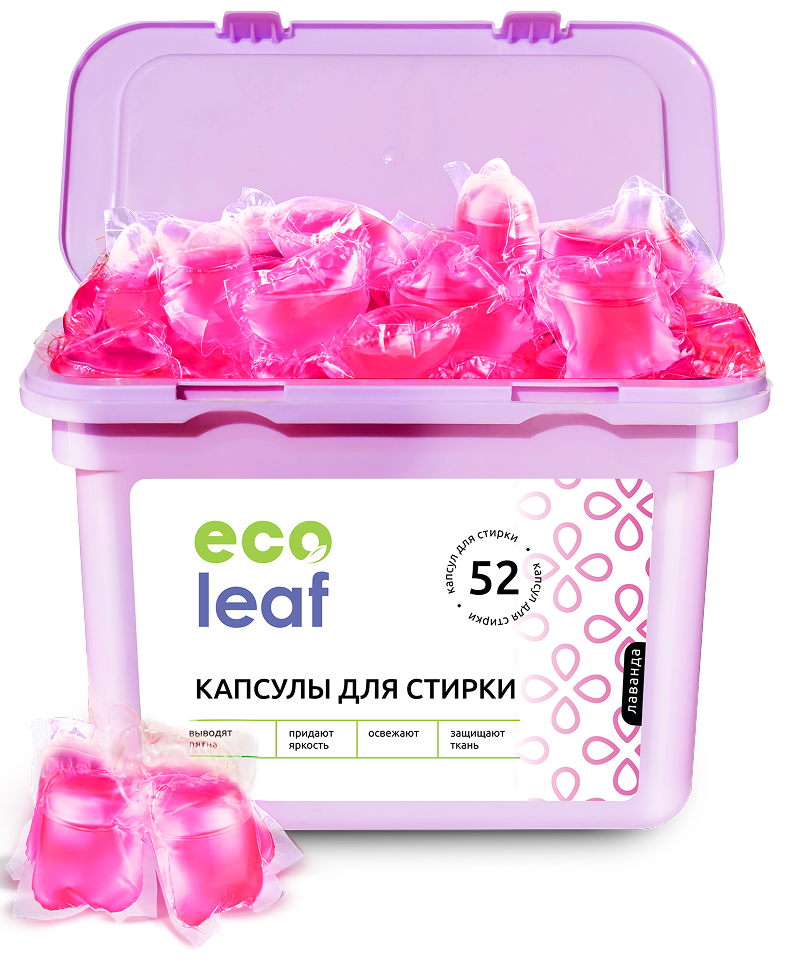 eco
leaf
капсул для стирки • капсул для стирки •
52
КАПСУЛЫ ДЛЯ СТИРКИ
выводят
пятна
придают
яркость
освежают
защищают
ткань
лаванда